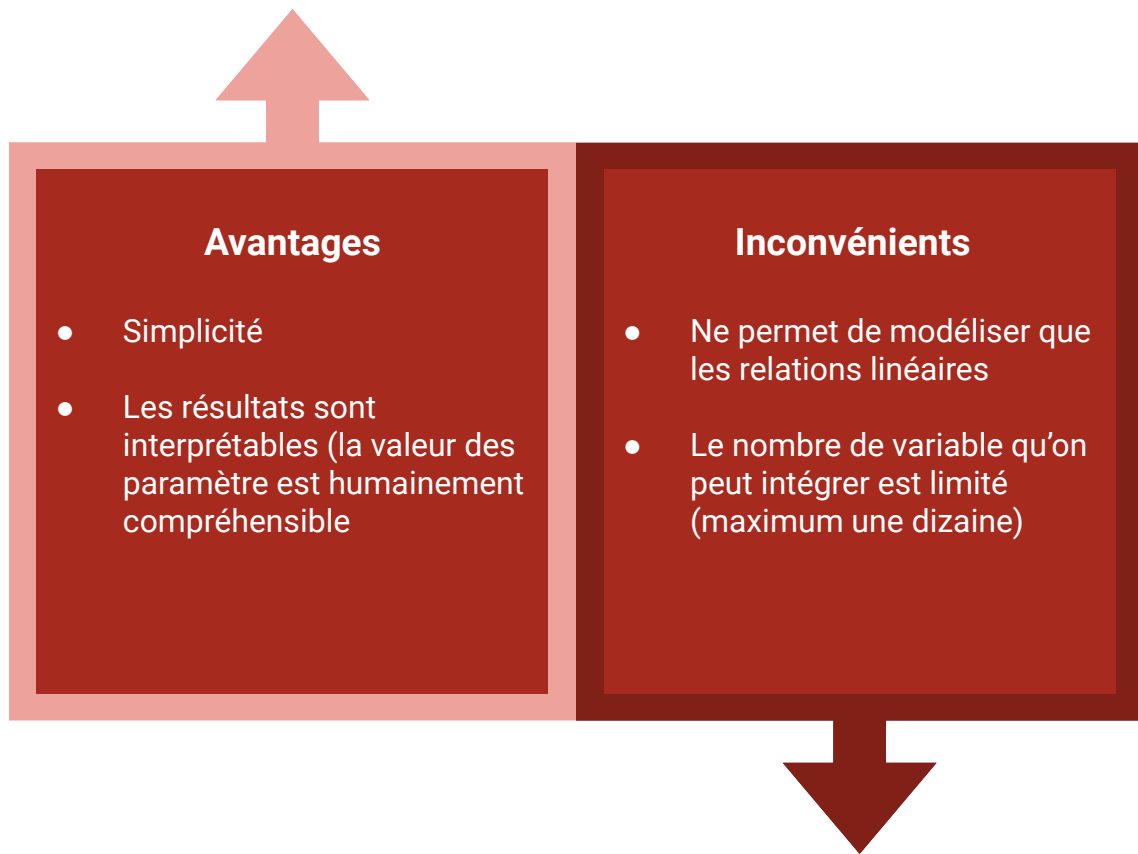 Avantages
● Simplicité
● Les résultats sont
interprétables (la valeur des
paramètre est humainement
compréhensible
Inconvénients
● Ne permet de modéliser que
les relations linéaires
● Le nombre de variable qu’on
peut intégrer est limité
(maximum une dizaine)